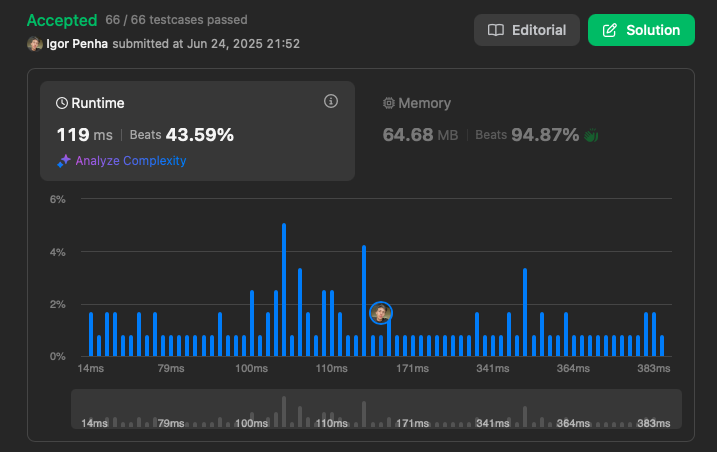 Accepted 66 / 66 testcases passed
Igor Penha submitted at Jun 24, 2025 21:52
Editorial
Solution
Runtime
119 ms | Beats 43.59%
Analyze Complexity
Memory
64.68 MB | Beats 94.87%
6%
4%
2%
0%
14ms 79ms 100ms 110ms 171ms 341ms 364ms 383ms
14ms 79ms 100ms 110ms 171ms 341ms 364ms 383ms